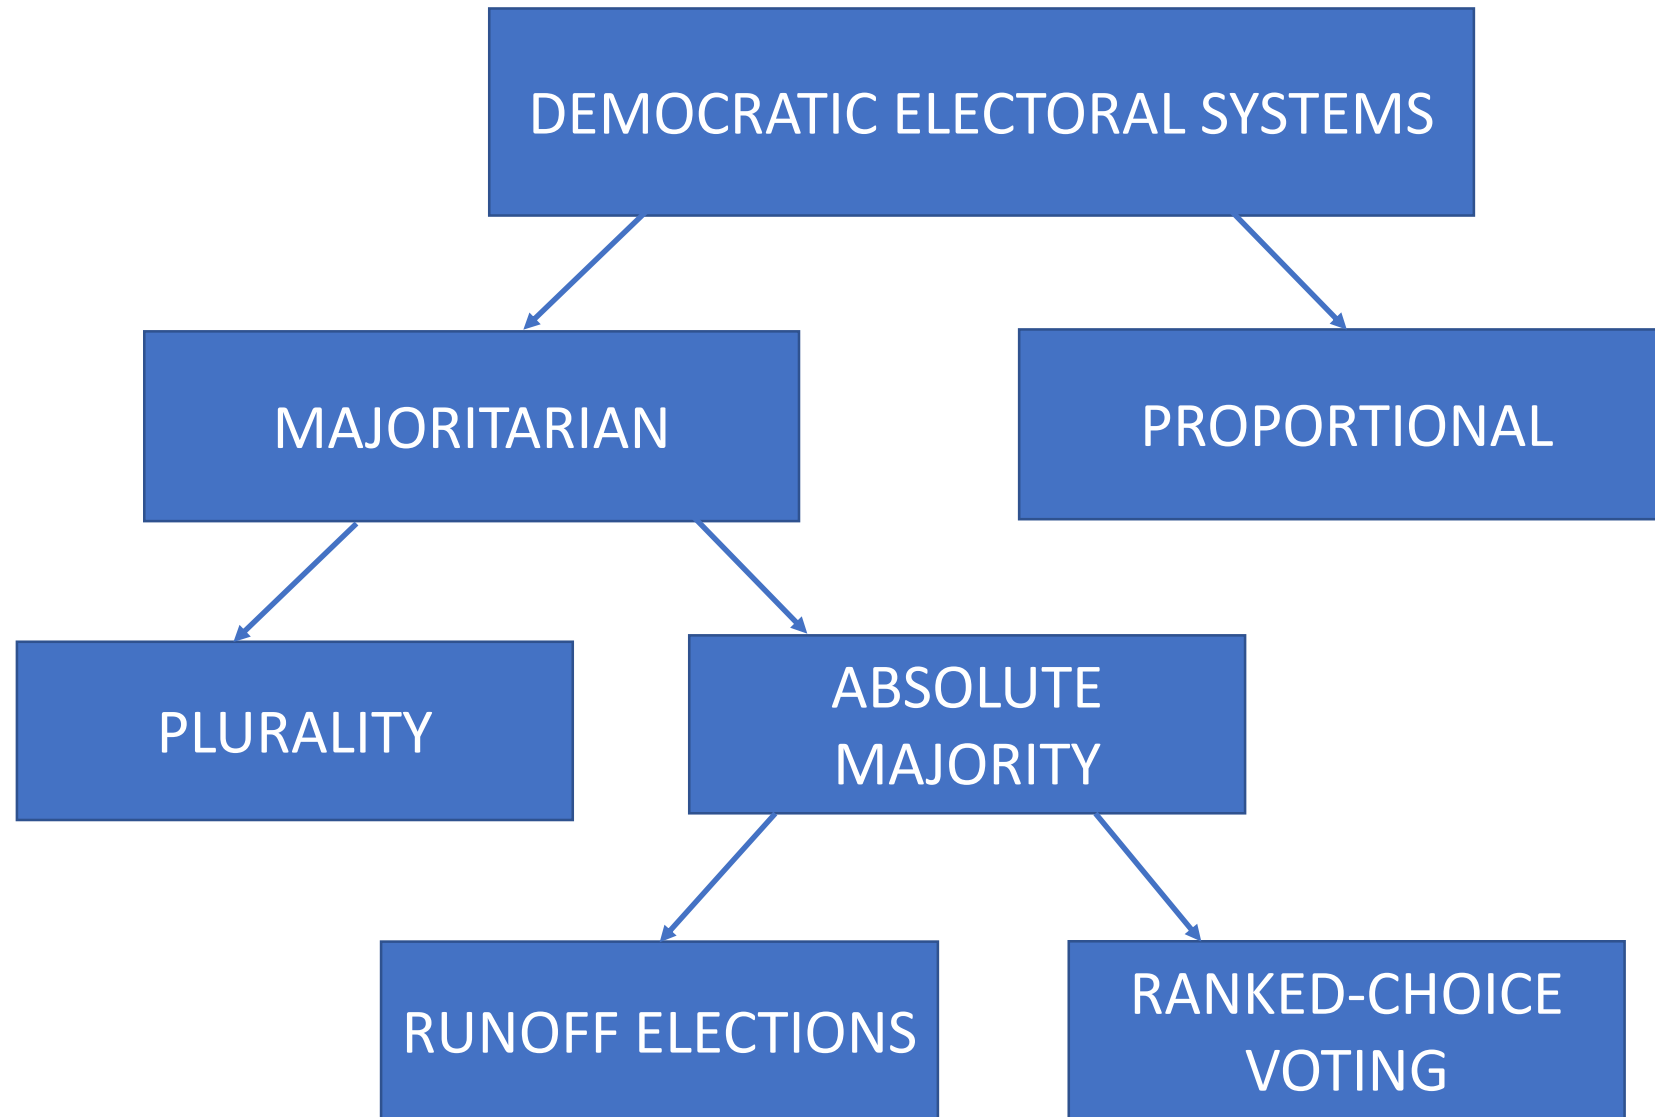 DEMOCRATIC ELECTORAL SYSTEMS
MAJORITARIAN
PROPORTIONAL
PLURALITY
ABSOLUTE
MAJORITY
RUNOFF ELECTIONS
RANKED-CHOICE
VOTING